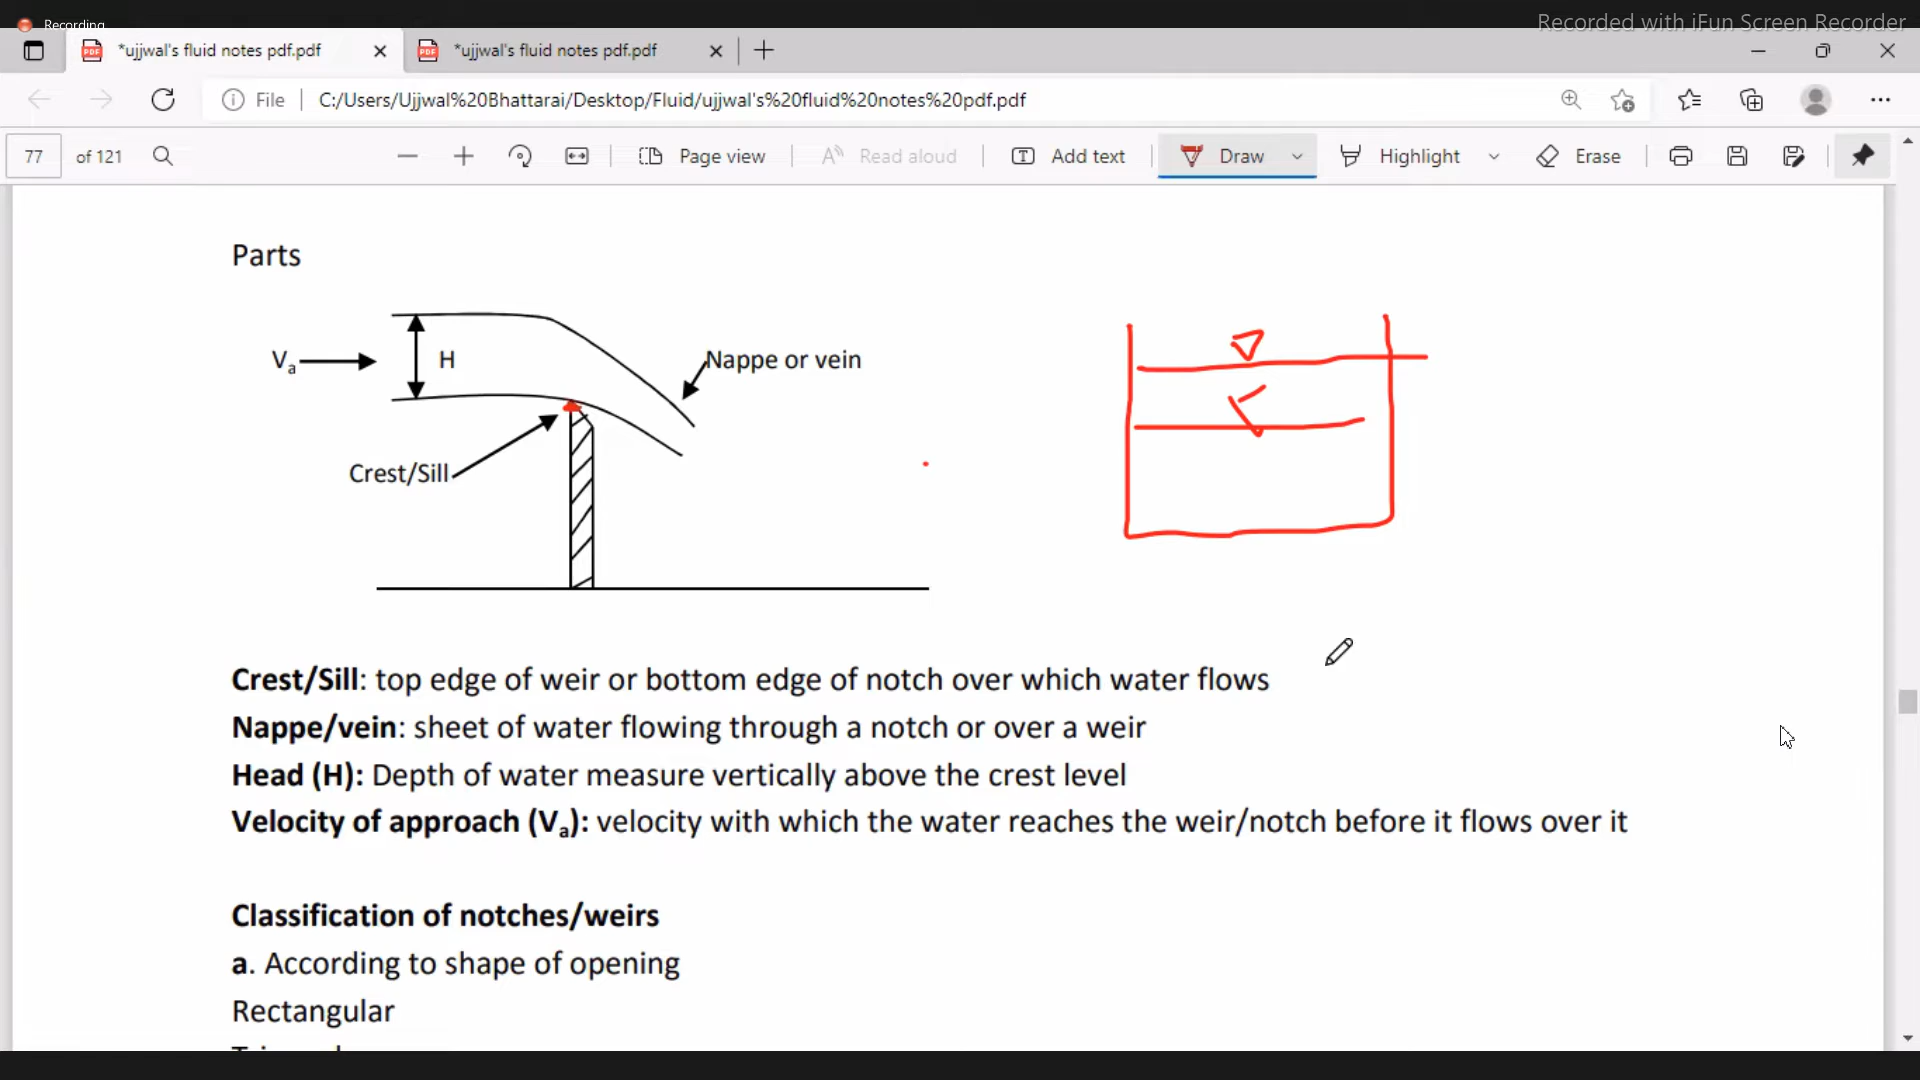 Recording
Recorded with iFun Screen Recorder
*ujjwal's fluid notes pdf.pdf
*ujjwal's fluid notes pdf.pdf
File
C:/Users/Ujjwal%20Bhattarai/Desktop/Fluid/ujjwal's%20fluid%20notes%20pdf.pdf
77 of 121
Page view
Read aloud
Add text
Draw
Highlight
Erase
Parts
Va
H
Nappe or vein
Crest/Sill
Crest/Sill: top edge of weir or bottom edge of notch over which water flows
Nappe/vein: sheet of water flowing through a notch or over a weir
Head (H): Depth of water measure vertically above the crest level
Velocity of approach (Va): velocity with which the water reaches the weir/notch before it flows over it
Classification of notches/weirs
a. According to shape of opening
Rectangular